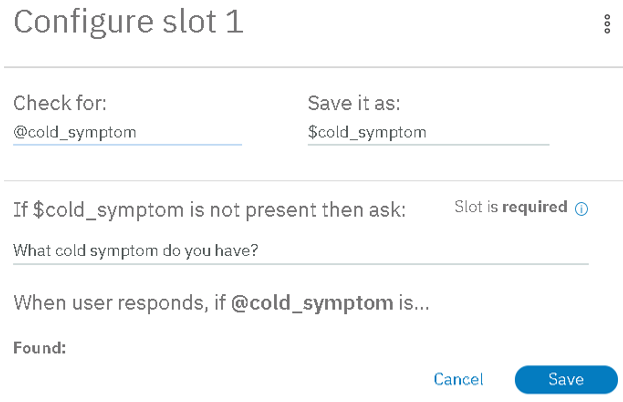 Configure slot 1
Check for:
Save it as:
@cold_symptom
$cold_symptom
If $cold_symptom is not present then ask:
Slot is required
What cold symptom do you have?
When user responds, if @cold_symptom is...
Found:
Cancel
Save